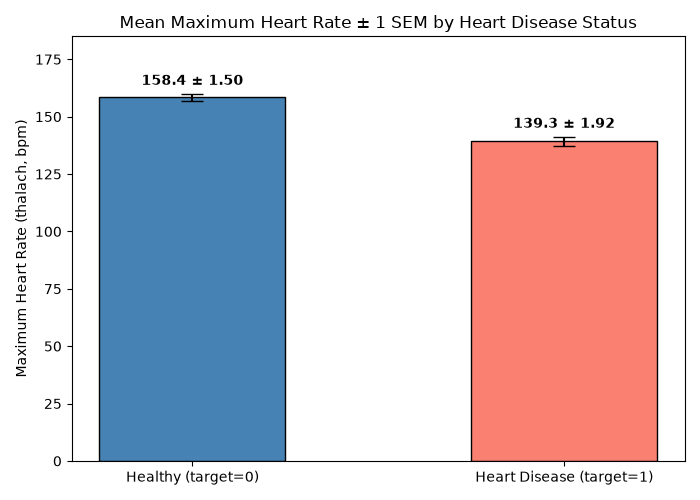 Mean Maximum Heart Rate ± 1 SEM by Heart Disease Status
Maximum Heart Rate (thalach, bpm)
175
150
125
100
75
50
25
0
158.4 ± 1.50
139.3 ± 1.92
Healthy (target=0)
Heart Disease (target=1)